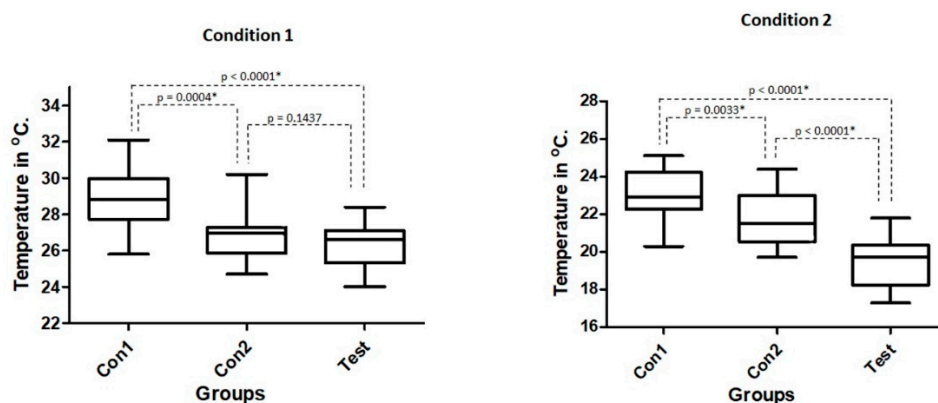 Condition 1
p < 0.0001*
p = 0.0004*
p = 0.1437
Temperature in °C.
34
32
30
28
26
24
22
Con1
Con2
Test
Groups
Condition 2
p < 0.0001*
p = 0.0033*
p < 0.0001*
Temperature in °C.
28
26
24
22
20
18
16
Con1
Con2
Test
Groups